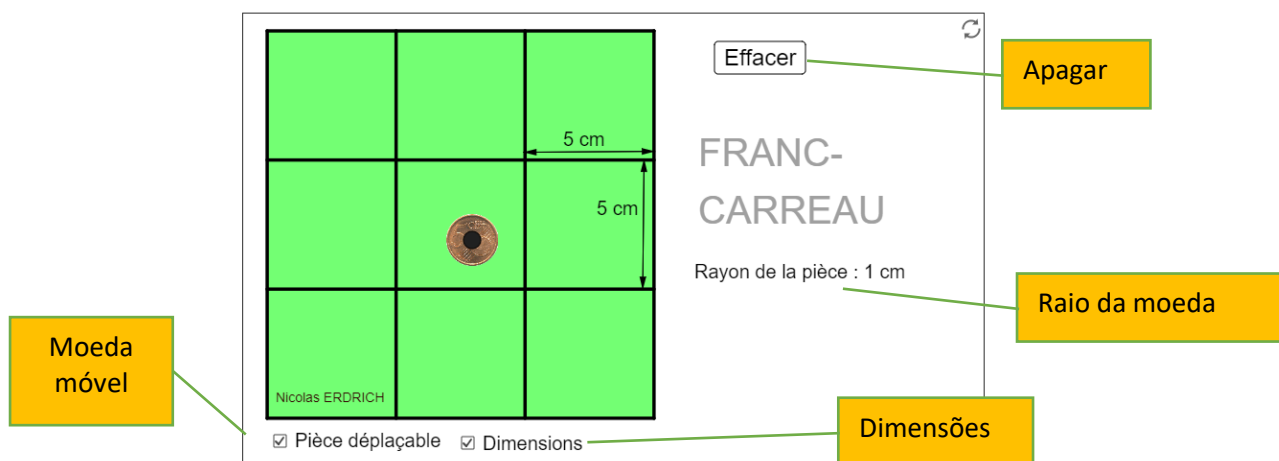 Effacer
Apagar
5 cm
FRANC-
CARREAU
5 cm
Rayon de la pièce : 1 cm
Raio da moeda
Moeda
móvel
Nicolas ERDRICH
Pièce déplaçable
Dimensions
Dimensões